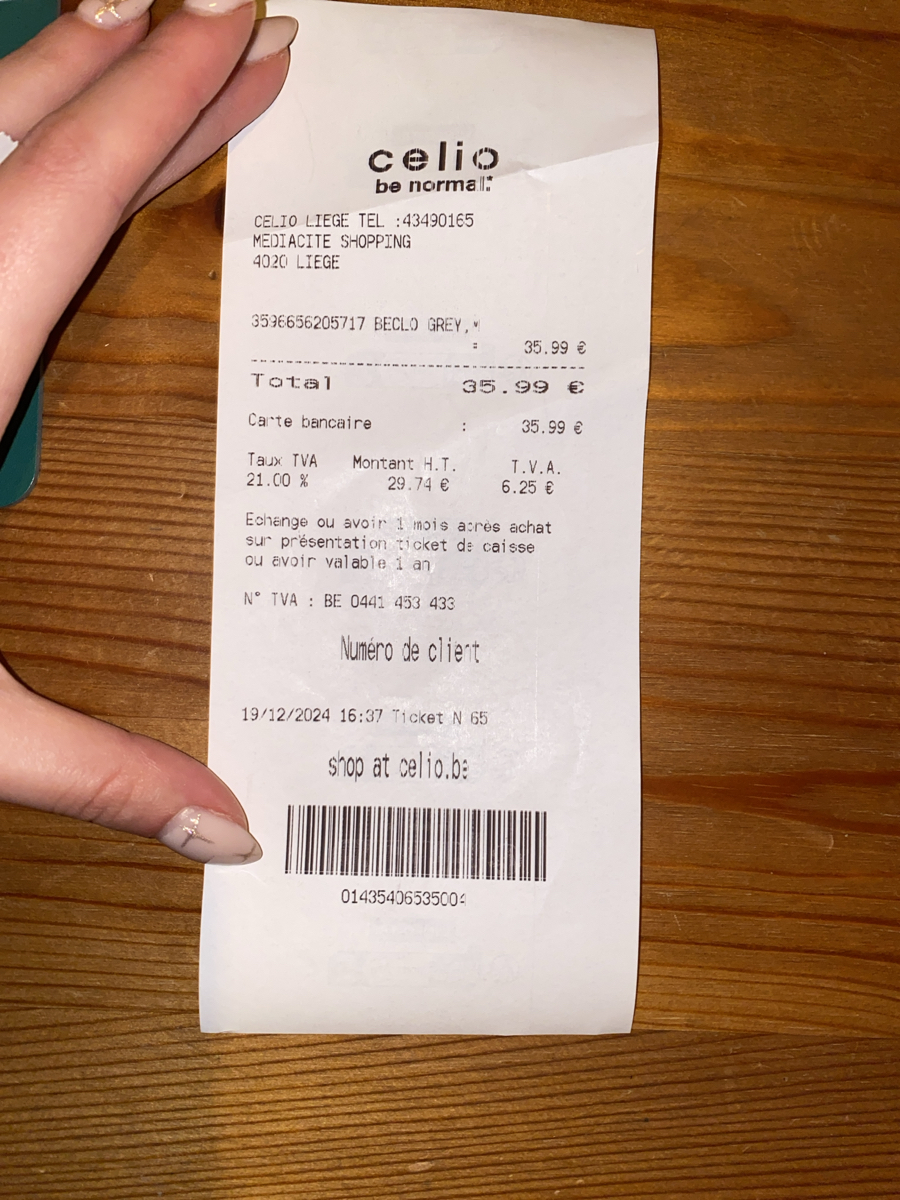 celio
be normal*
CELIO LIEGE TEL :43490165
MEDIACITE SHOPPING
4020 LIEGE
3596656205717 BECLO GREY,M
: 35.99 €
Total 35.99 €
Carte bancaire : 35.99 €
Taux TVA Montant H.T. T.V.A.
21.00 % 29.74 € 6.25 €
Echange ou avoir 1 mois après achat
sur présentation ticket de caisse
ou avoir valable 1 an
N° TVA : BE 0441 453 433
Numéro de client
19/12/2024 16:37 Ticket N 65
shop at celio.be